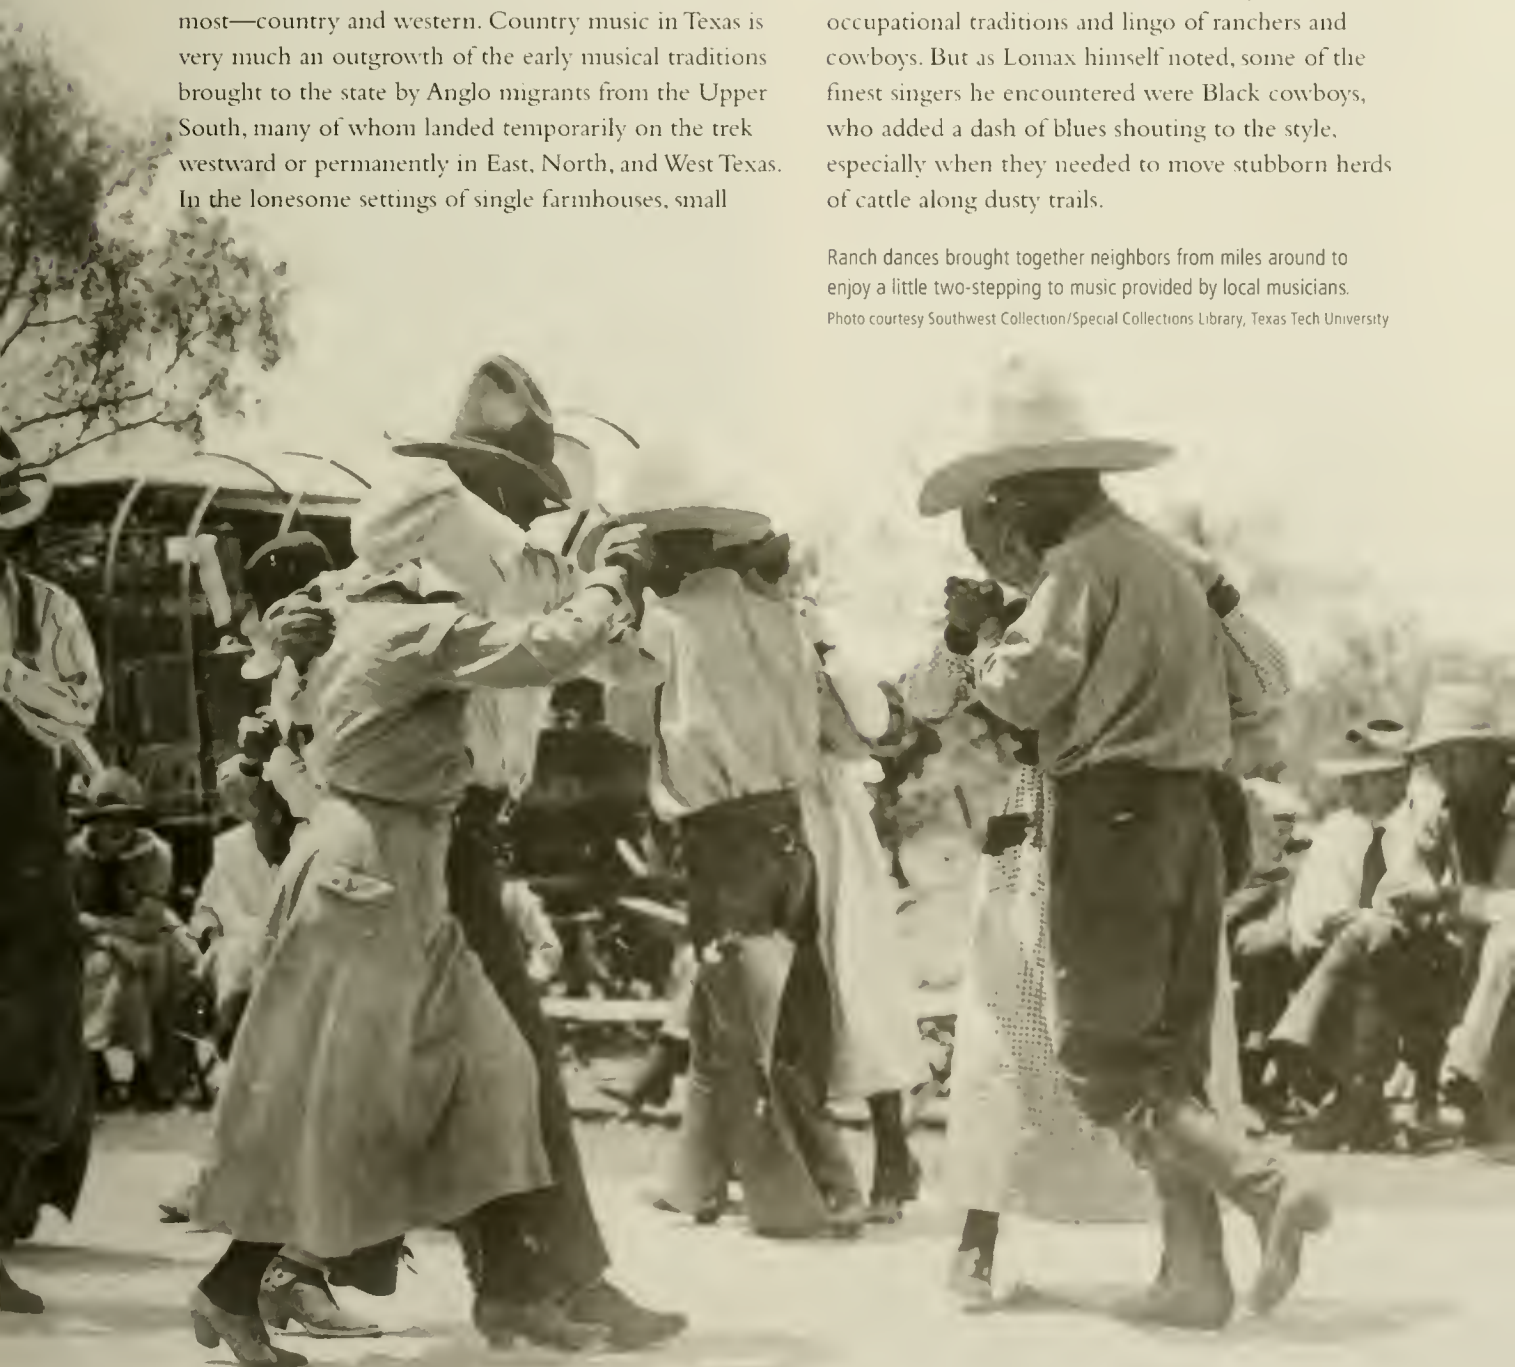 most—country and western. Country music in Texas is
very much an outgrowth of the early musical traditions
brought to the state by Anglo migrants from the Upper
South, many of whom landed temporarily on the trek
westward or permanently in East, North, and West Texas.
In the lonesome settings of single farmhouses, small
occupational traditions and lingo of ranchers and
cowboys. But as Lomax himself noted, some of the
finest singers he encountered were Black cowboys,
who added a dash of blues shouting to the style,
especially when they needed to move stubborn herds
of cattle along dusty trails.
Ranch dances brought together neighbors from miles around to
enjoy a little two-stepping to music provided by local musicians.
Photo courtesy Southwest Collection/Special Collections Library, Texas Tech University